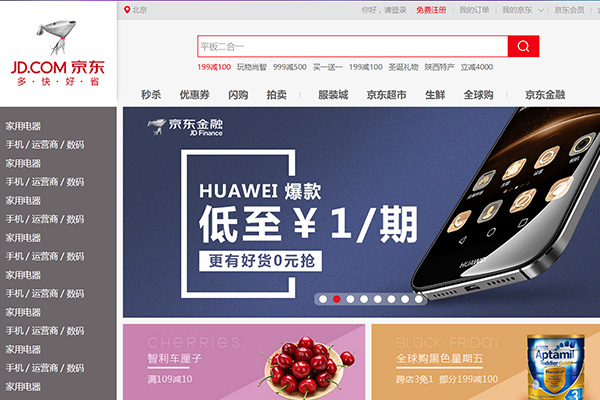 北京
你好，请登录 免费注册 我的订单 我的京东 京东会员
JD.COM 京东
多·快·好·省
平板二合一
199减100 玩物尚智 999减500 买一送一 199减100 圣诞礼物 陕西特产 立减4000
秒杀 优惠券 闪购 拍卖 服装城 京东超市 生鲜 全球购 京东金融
家用电器
手机 / 运营商 / 数码
家用电器
手机 / 运营商 / 数码
家用电器
手机 / 运营商 / 数码
家用电器
手机 / 运营商 / 数码
家用电器
手机 / 运营商 / 数码
家用电器
手机 / 运营商 / 数码
家用电器
手机 / 运营商 / 数码
家用电器
京东金融
JD Finance
HUAWEI 爆款
低至￥1/期
更有好货0元抢
HUAWEI
CHERRIES
智利车厘子
满109减10
BLOCK FRIDAY
全球购黑色星期五
跨店3免1 部分199减100
Aptamil
Toddler Gold
3